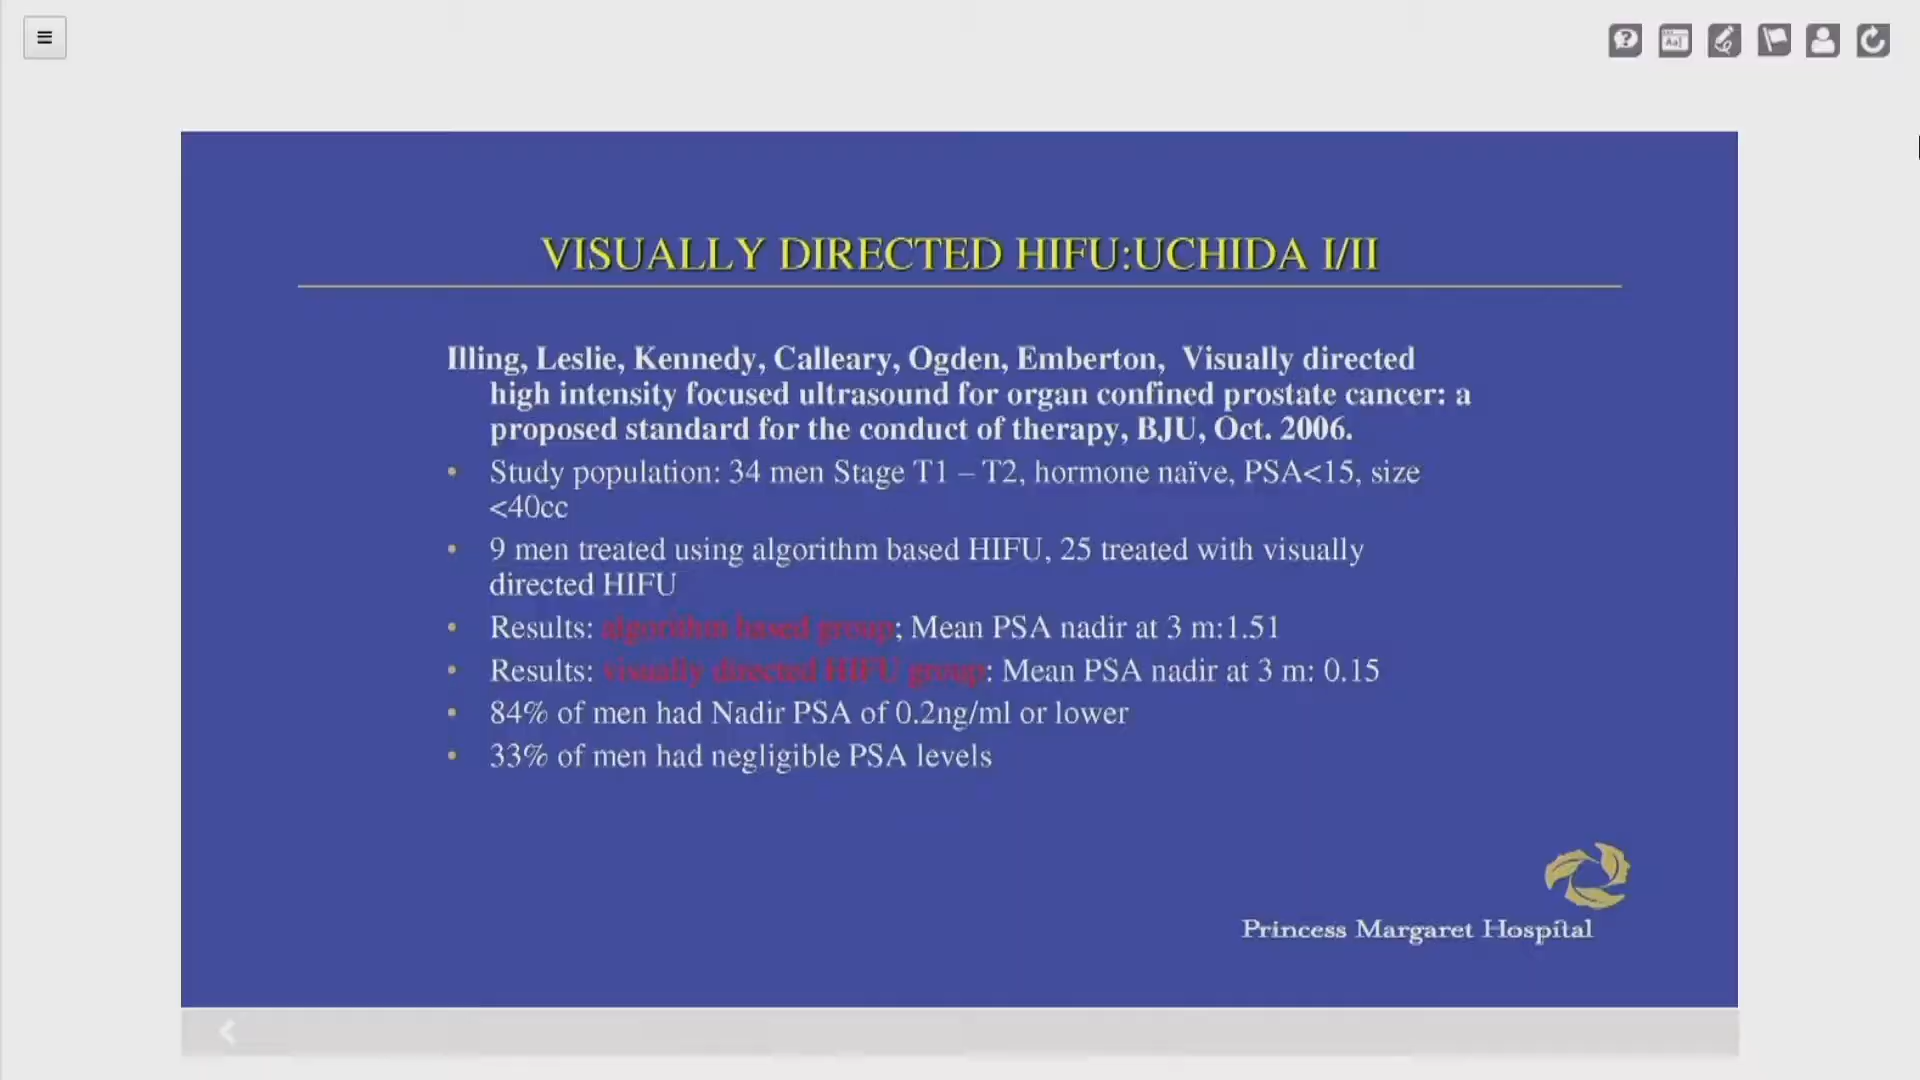 VISUALLY DIRECTED HIFU:UCHIDA I/II
Illing, Leslie, Kennedy, Calleary, Ogden, Emberton, Visually directed
high intensity focused ultrasound for organ confined prostate cancer: a
proposed standard for the conduct of therapy, BJU, Oct. 2006.
• Study population: 34 men Stage T1 – T2, hormone naïve, PSA<15, size
<40cc
• 9 men treated using algorithm based HIFU, 25 treated with visually
directed HIFU
• Results: algorithm based group; Mean PSA nadir at 3 m:1.51
• Results: visually directed HIFU group: Mean PSA nadir at 3 m: 0.15
• 84% of men had Nadir PSA of 0.2ng/ml or lower
• 33% of men had negligible PSA levels
Princess Margaret Hospital